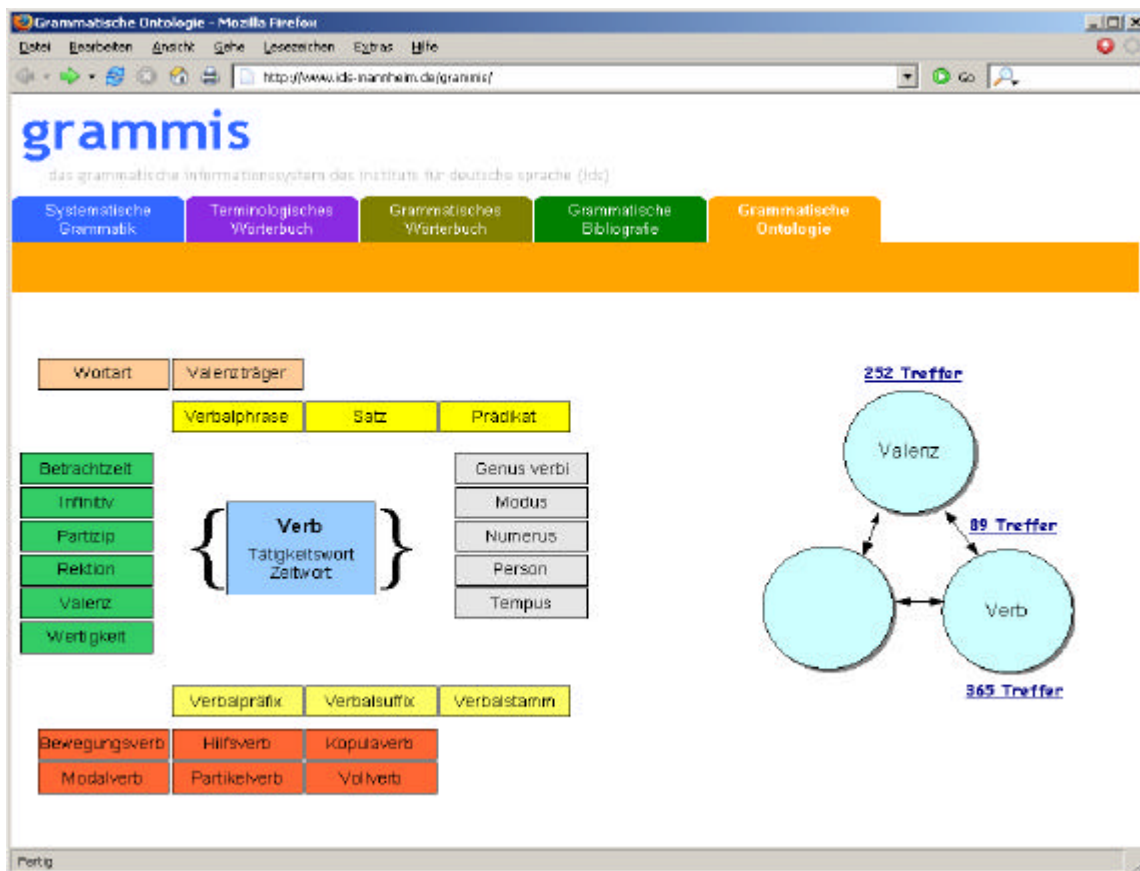 Grammatische Ontologie - Mozilla Firefox
Datei Bearbeiten Ansicht Gehe Lesezeichen Extras Hilfe
http://www.ids-mannheim.de/grammis/
Go
grammis
das grammatische informationssystem des instituts für deutsche sprache (ids)
Systematische Grammatik
Terminologisches Wörterbuch
Grammatisches Wörterbuch
Grammatische Bibliografie
Grammatische Ontologie
Wortart Valenzträger
Verbalphrase Satz Prädikat
Betrachtzeit
Infinitiv
Partizip
Rektion
Valenz
Wertigkeit
{ Verb }
Tätigkeitswort
Zeitwort
Genus verbi
Modus
Numerus
Person
Tempus
Verbalpräfix Verbalsuffix Verbalstamm
Bewegungsverb Hilfsverb Kopulaverb
Modalverb Partikelverb Vollverb
252 Treffer
Valenz
89 Treffer
Verb
365 Treffer
Fertig